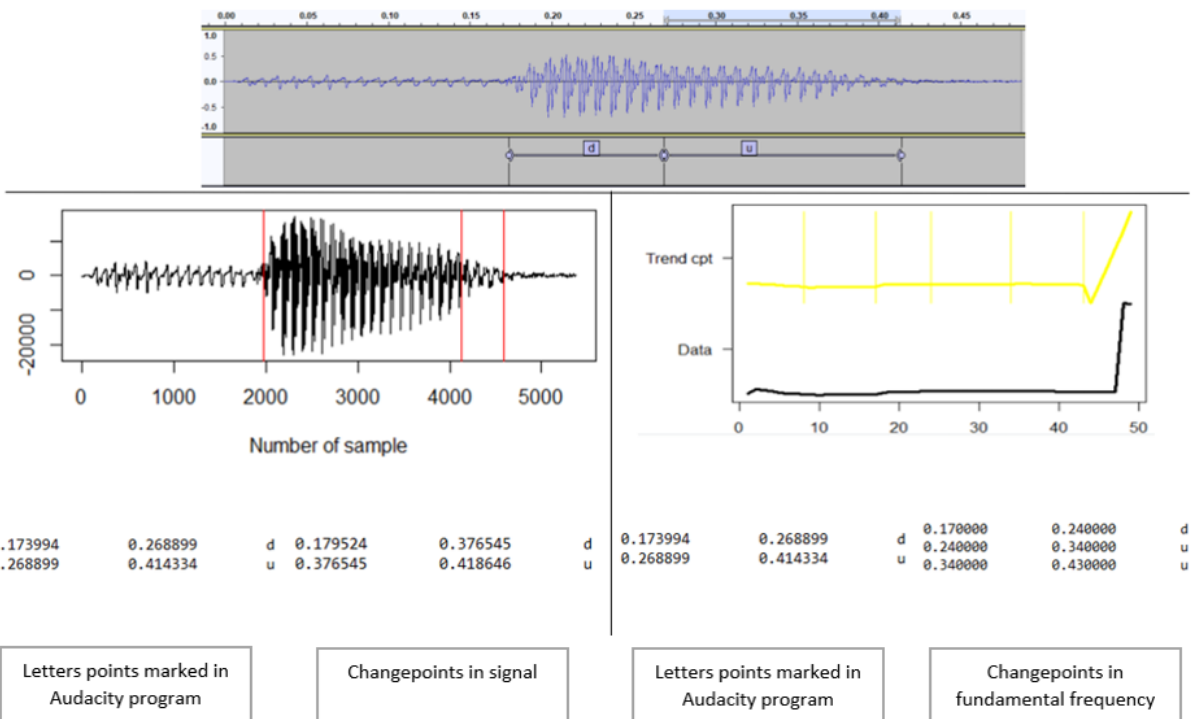 0.00 0.05 0.10 0.15 0.20 0.25 0.30 0.35 0.40 0.45
1.0
0.5
0.0
-0.5
-1.0
d u
0
-20000
0 1000 2000 3000 4000 5000
Number of sample
Trend cpt
Data
0 10 20 30 40 50
.173994 0.268899 d 0.179524 0.376545 d
.268899 0.414334 u 0.376545 0.418646 u
0.173994 0.268899 d
0.268899 0.414334 u
0.170000 0.240000 d
0.240000 0.340000 u
0.340000 0.430000 u
Letters points marked in
Audacity program
Changepoints in signal
Letters points marked in
Audacity program
Changepoints in
fundamental frequency